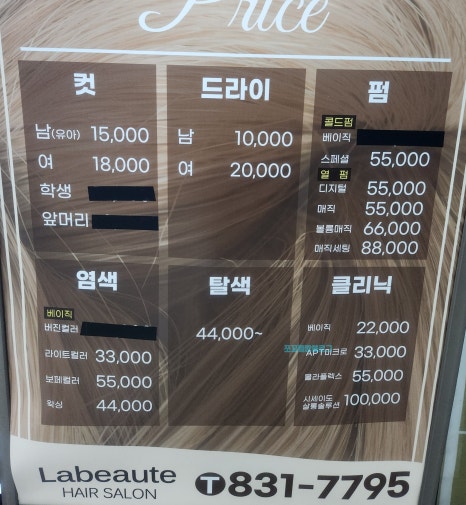 Price
컷
남(유아) 15,000
여 18,000
학생
앞머리
드라이
남 10,000
여 20,000
펌
콜드펌
베이직
스페셜 55,000
열 펌
디지털 55,000
매직 55,000
볼륨매직 66,000
매직세팅 88,000
염색
베이직
버진컬러
라이트컬러 33,000
보페컬러 55,000
왁싱 44,000
탈색
44,000~
클리닉
베이직 22,000
APT미크로 33,000
올라플렉스 55,000
시세이도
살롱솔루션 100,000
Labeaute
HAIR SALON
T 831-7795